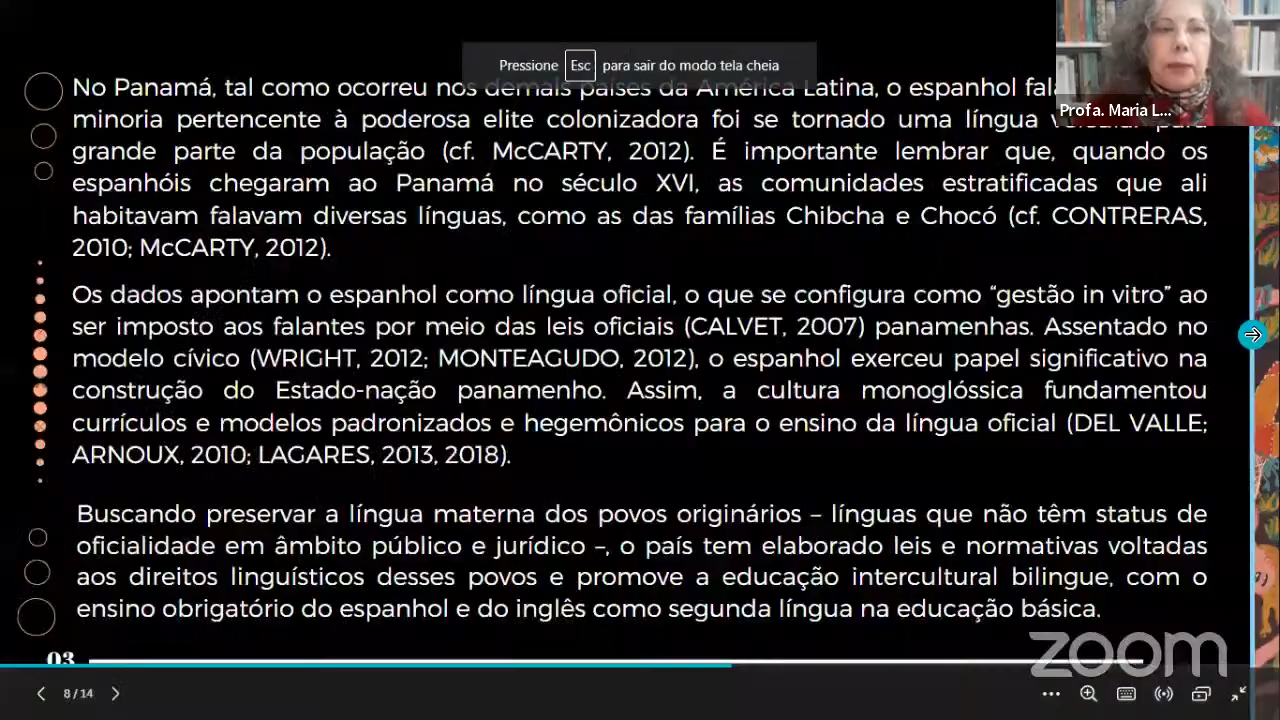 Pressione Esc para sair do modo tela cheia
No Panamá, tal como ocorreu nos demais países da América Latina, o espanhol
Profa. Maria L...
minoria pertencente à poderosa elite colonizadora foi se tornado uma língua
grande parte da população (cf. McCARTY, 2012). É importante lembrar que, quando os
espanhóis chegaram ao Panamá no século XVI, as comunidades estratificadas que ali
habitavam falavam diversas línguas, como as das famílias Chibcha e Chocó (cf. CONTRERAS,
2010; McCARTY, 2012).
Os dados apontam o espanhol como língua oficial, o que se configura como “gestão in vitro” ao
ser imposto aos falantes por meio das leis oficiais (CALVET, 2007) panamenhas. Assentado no
modelo cívico (WRIGHT, 2012; MONTEAGUDO, 2012), o espanhol exerceu papel significativo na
construção do Estado-nação panamenho. Assim, a cultura monoglóssica fundamentou
currículos e modelos padronizados e hegemônicos para o ensino da língua oficial (DEL VALLE;
ARNOUX, 2010; LAGARES, 2013, 2018).
Buscando preservar a língua materna dos povos originários – línguas que não têm status de
oficialidade em âmbito público e jurídico –, o país tem elaborado leis e normativas voltadas
aos direitos linguísticos desses povos e promove a educação intercultural bilingue, com o
ensino obrigatório do espanhol e do inglês como segunda língua na educação básica.
03
zoom
8 / 14